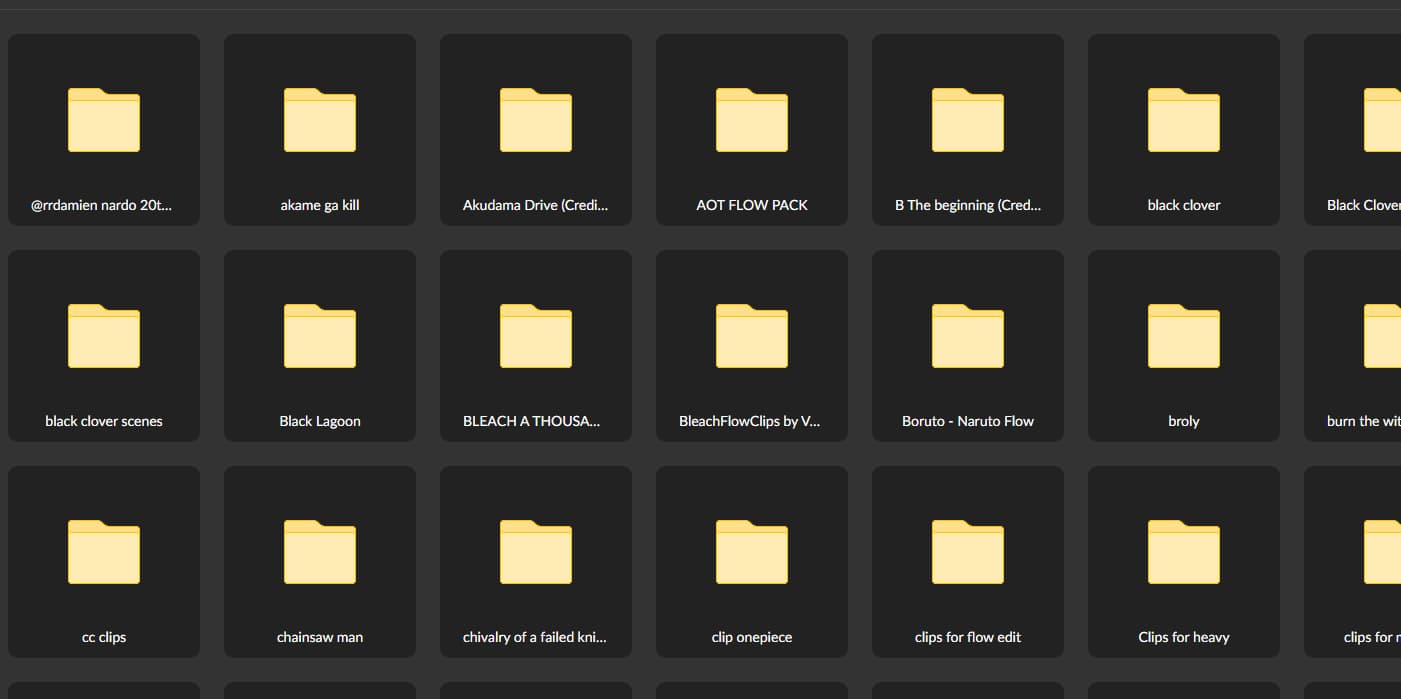 @rrdamien nardo 20t...
akame ga kill
Akudama Drive (Credi...
AOT FLOW PACK
B The beginning (Cred...
black clover
Black Clover
black clover scenes
Black Lagoon
BLEACH A THOUSA...
BleachFlowClips by V...
Boruto - Naruto Flow
broly
burn the wit
cc clips
chainsaw man
chivalry of a failed kni...
clip onepiece
clips for flow edit
Clips for heavy
clips for